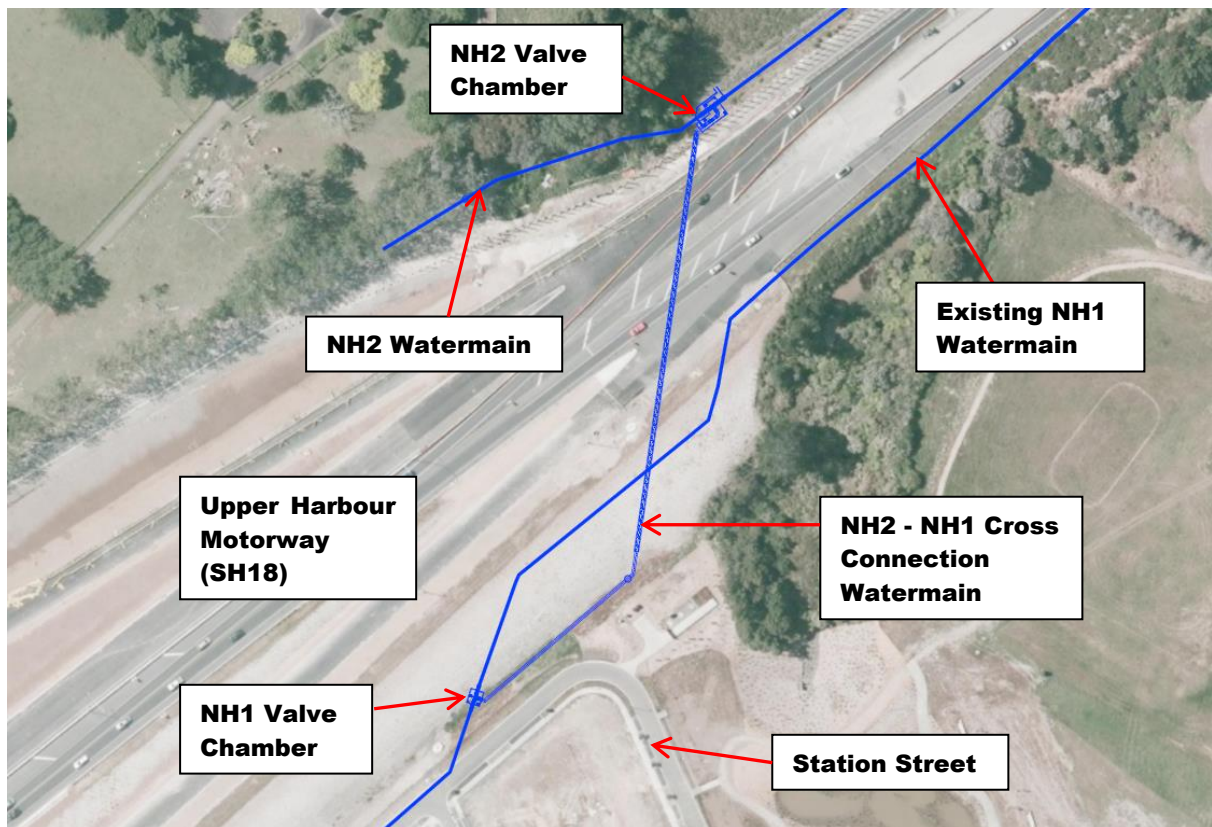 NH2 Valve
Chamber
NH2 Watermain
Existing NH1
Watermain
Upper Harbour
Motorway
(SH18)
NH2 - NH1 Cross
Connection
Watermain
NH1 Valve
Chamber
Station Street